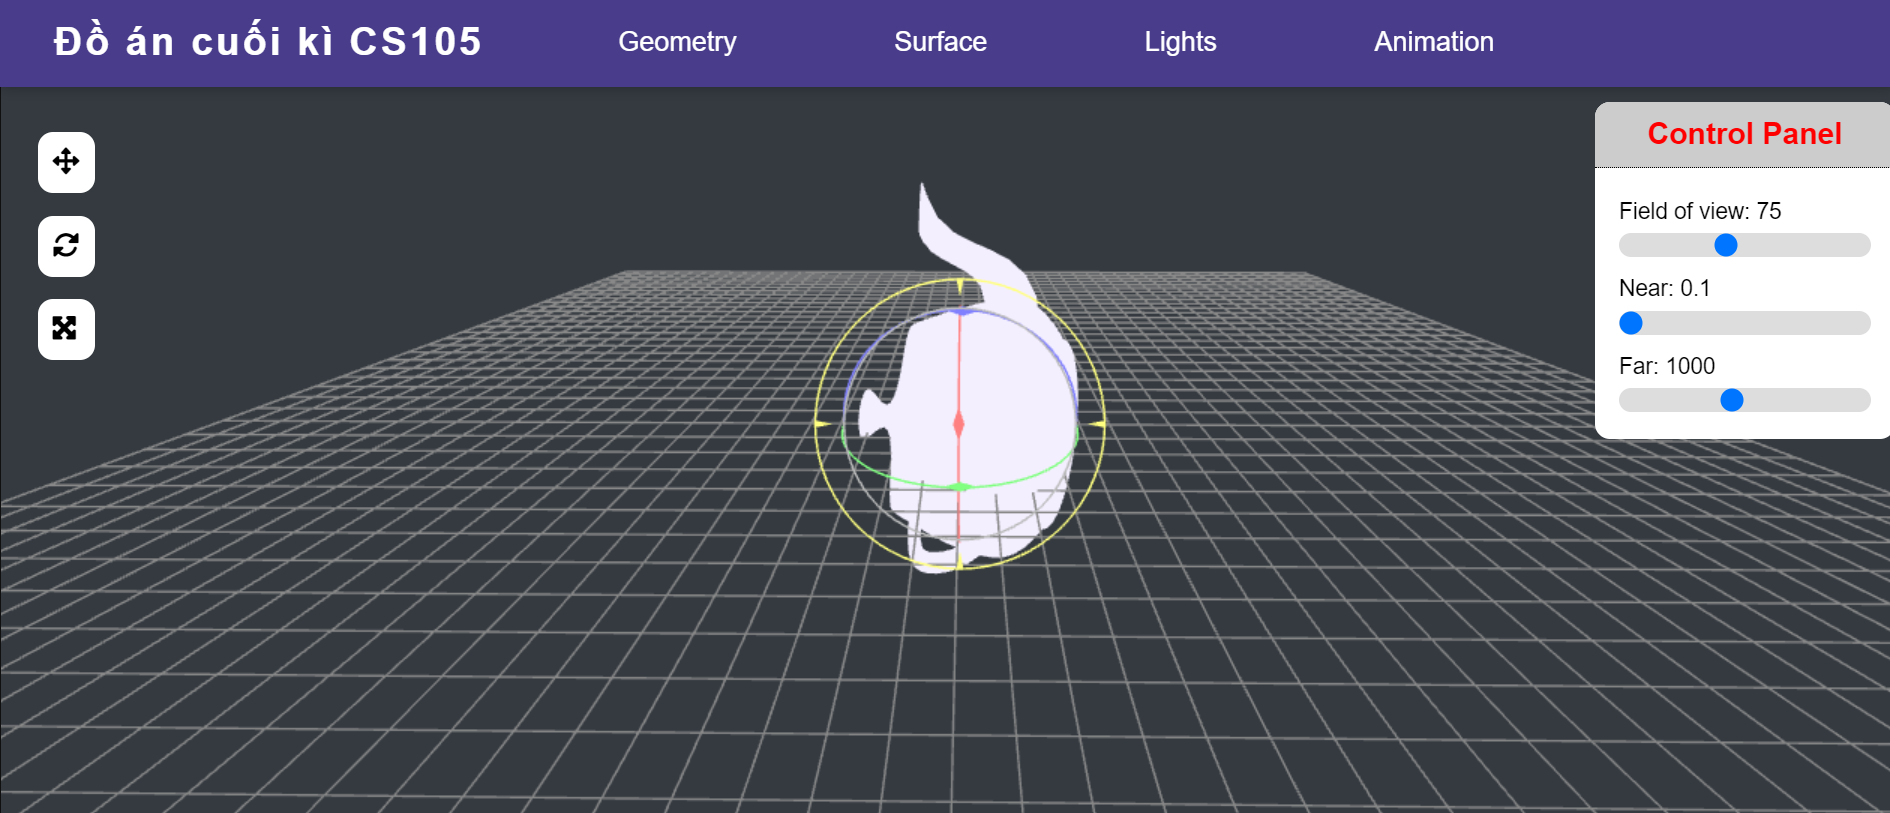 Đồ án cuối kì CS105
Geometry
Surface
Lights
Animation
Control Panel
Field of view: 75
Near: 0.1
Far: 1000